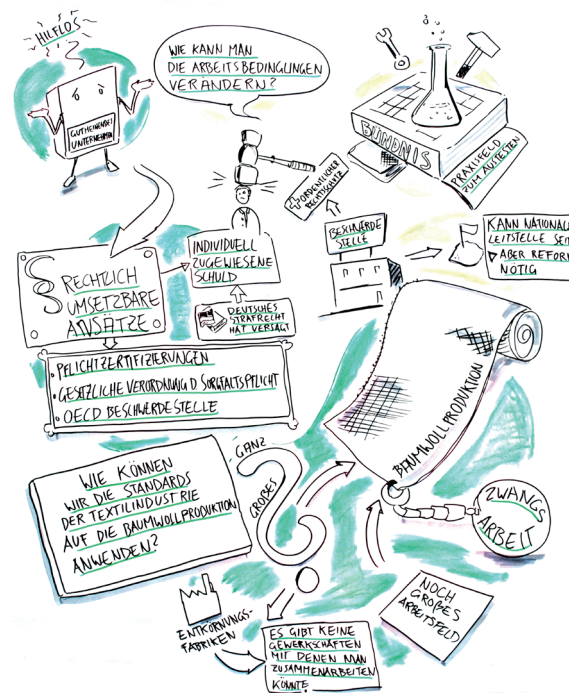 HILFLOS
GUTHEINENDES
UNTERNEHMEN
WIE KANN MAN
DIE ARBEITSBEDINGUNGEN
VERÄNDERN?
BÜNDNIS
PRAXISFELD
ZUM AUSTESTEN
ORDENTLICHER
RECHTSSCHUTZ
BESCHWERDE
STELLE
KANN NATIONALE
LEITSTELLE SEIN
ABER REFORM
NÖTIG
INDIVIDUELL
ZUGEWIESENE
SCHULD
DEUTSCHES
STRAFRECHT
HAT VERSAGT
§ RECHTLICH
UMSETZBARE
ANSÄTZE
• PFLICHTZERTIFIZIERUNGEN
• GESETZLICHE VERORDNUNG D SORGFALTSPFLICHT
• OECD BESCHWERDESTELLE
BAUMWOLLPRODUKTION
WIE KÖNNEN
WIR DIE STANDARDS
DER TEXTILINDUSTRIE
AUF DIE BAUMWOLLPRODUKTION
ANWENDEN?
GANZ
GROßES
?
ZWANGS
ARBEIT
NOCH
GROßES
ARBEITSFELD
ENTKÖRNUNGS-
FABRIKEN
ES GIBT KEINE
GEWERKSCHAFTEN
MIT DENEN MAN
ZUSAMMENARBEITEN
KÖNNTE!